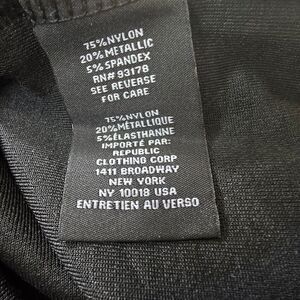 75%NYLON
20%METALLIC
5%SPANDEX
RN# 93178
SEE REVERSE
FOR CARE
75%NYLON
20%MÉTALLIQUE
5%ÉLASTHANNE
IMPORTÉ PAR:
REPUBLIC
CLOTHING CORP
1411 BROADWAY
NEW YORK
NY 10018 USA
ENTRETIEN AU VERSO